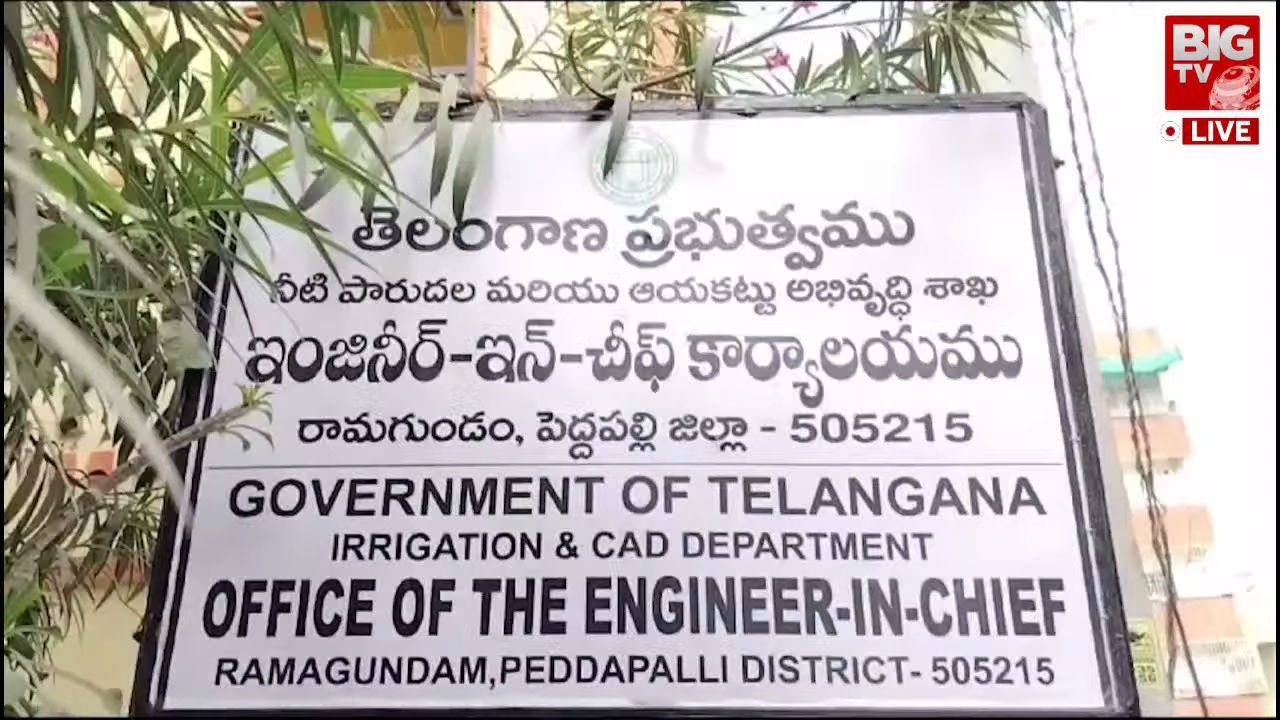 తెలంగాణ ప్రభుత్వము
నీటి పారుదల మరియు ఆయకట్టు అభివృద్ధి శాఖ
ఇంజినీర్-ఇన్-చీఫ్ కార్యాలయము
రామగుండం, పెద్దపల్లి జిల్లా - 505215
GOVERNMENT OF TELANGANA
IRRIGATION & CAD DEPARTMENT
OFFICE OF THE ENGINEER-IN-CHIEF
RAMAGUNDAM,PEDDAPALLI DISTRICT- 505215
BIG
TV
LIVE